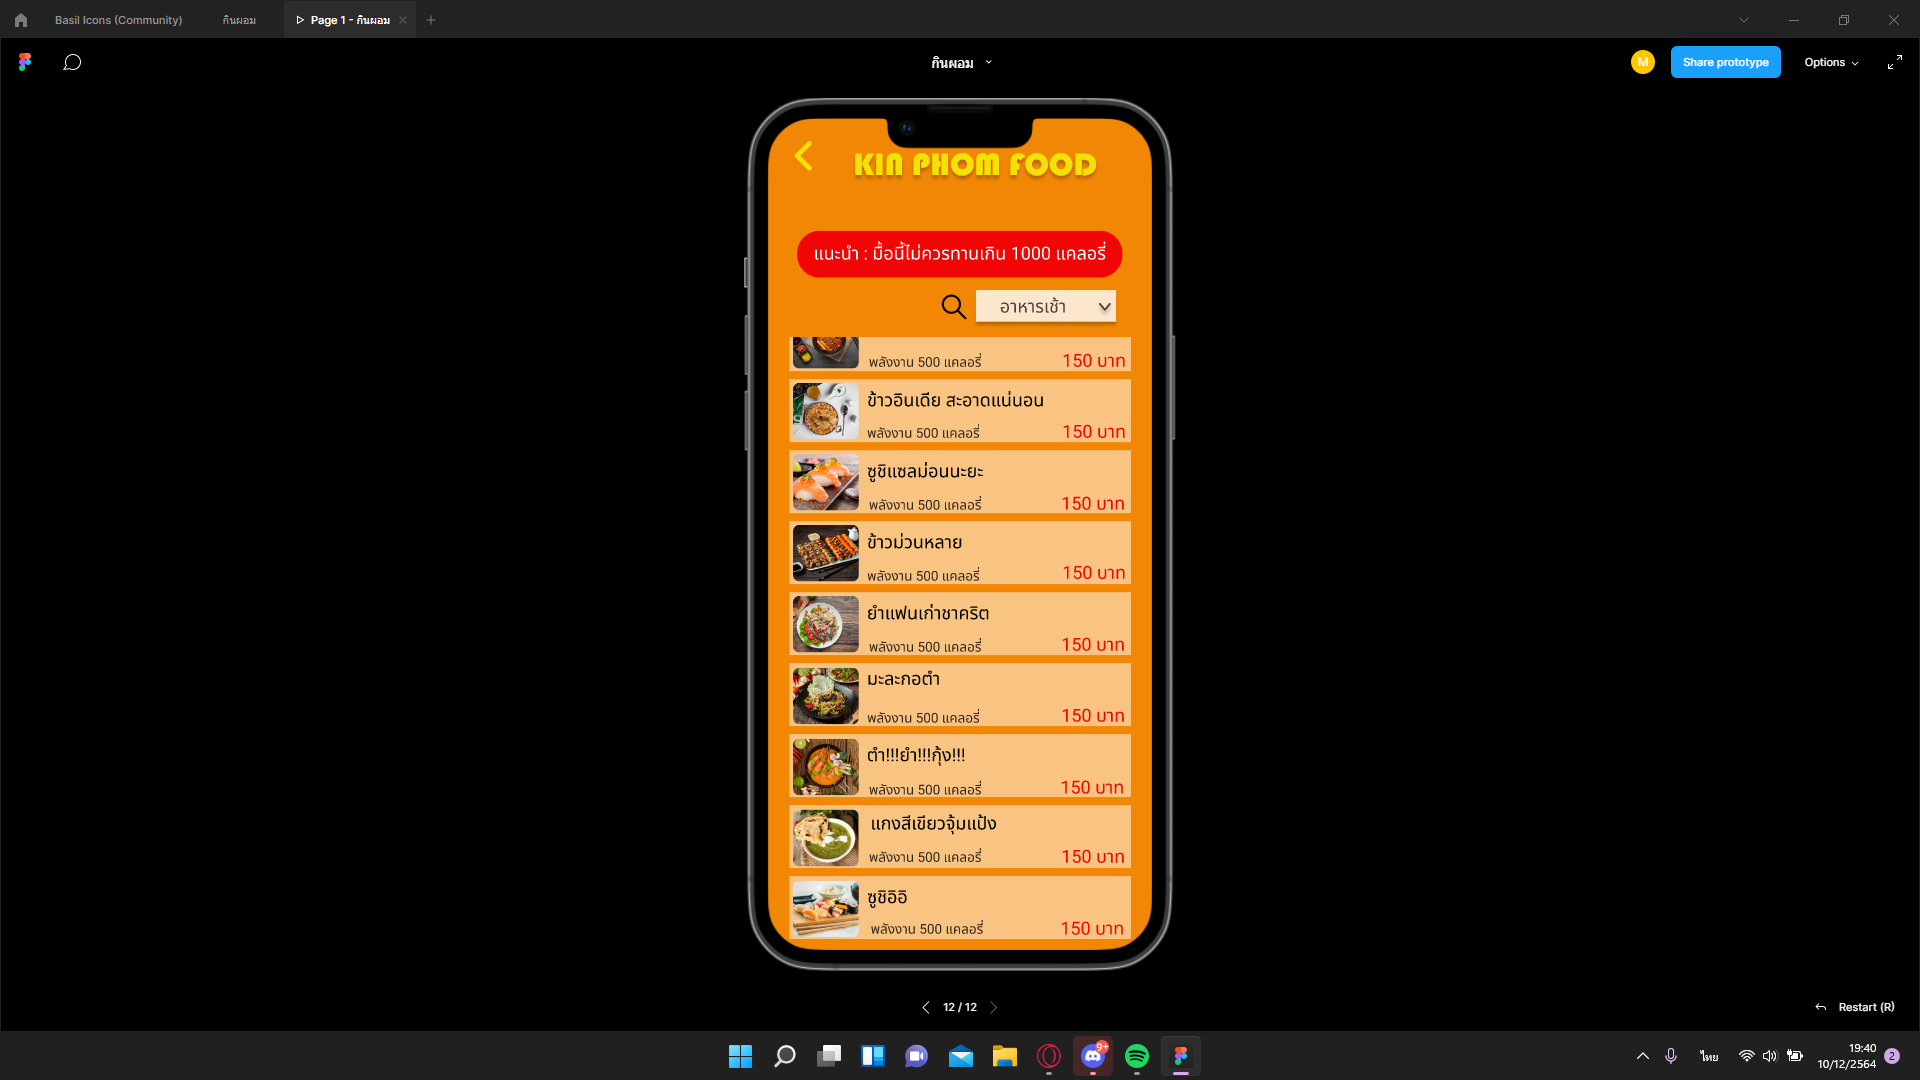 Basil Icons (Community)
กินผอม
Page 1 - กินผอม
กินผอม
M
Share prototype
Options
KIN PHOM FOOD
แนะนำ : มื้อนี้ไม่ควรทานเกิน 1000 แคลอรี่
อาหารเช้า
พลังงาน 500 แคลอรี่
150 บาท
ข้าวอินเดีย สะอาดแน่นอน
พลังงาน 500 แคลอรี่
150 บาท
ซูชิแซลม่อนนะยะ
พลังงาน 500 แคลอรี่
150 บาท
ข้าวม่วนหลาย
พลังงาน 500 แคลอรี่
150 บาท
ยำแฟนเก่าชาคริต
พลังงาน 500 แคลอรี่
150 บาท
มะละกอตำ
พลังงาน 500 แคลอรี่
150 บาท
ตำ!!!ยำ!!!กุ้ง!!!
พลังงาน 500 แคลอรี่
150 บาท
แกงสีเขียวจุ้มแป้ง
พลังงาน 500 แคลอรี่
150 บาท
ซูชิอิอิ
พลังงาน 500 แคลอรี่
150 บาท
12 / 12
Restart (R)
9+
ไทย
19:40
10/12/2564
2